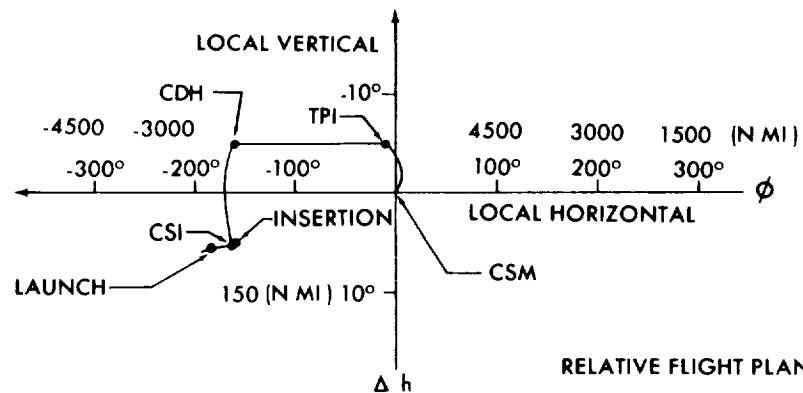 LOCAL VERTICAL
CDH
-10°
TPI
-4500 -3000 4500 3000 1500 (N MI)
-300° -200° -100° 100° 200° 300°
ϕ
INSERTION LOCAL HORIZONTAL
CSI
LAUNCH
CSM
150 (N MI) 10°
RELATIVE FLIGHT PLAN
Δ h